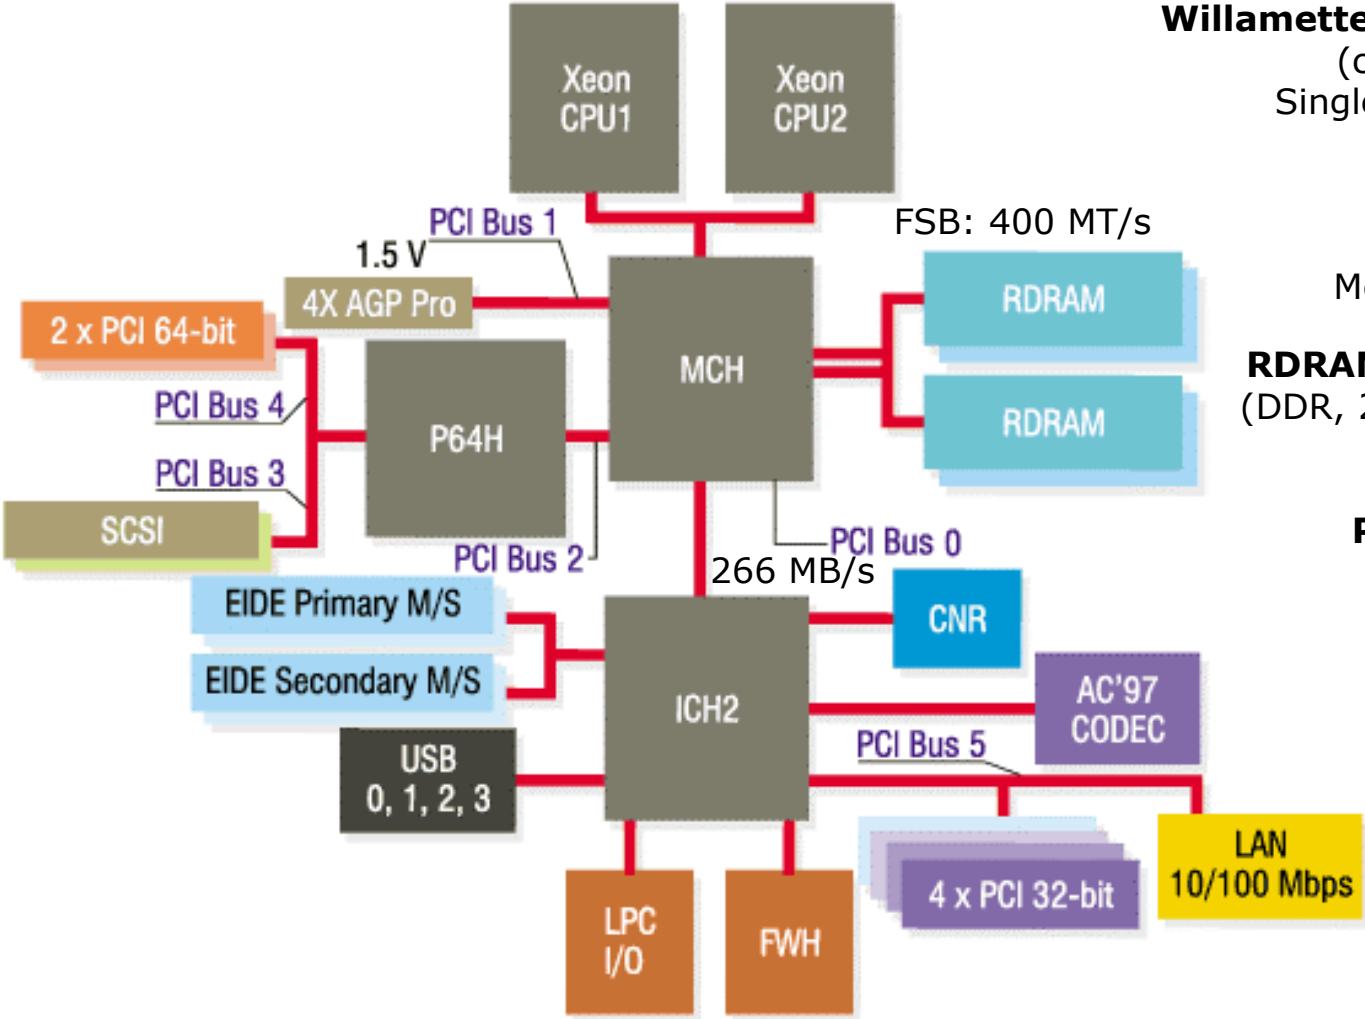 Xeon
CPU1
Xeon
CPU2
Willamette
Single
FSB: 400 MT/s
PCI Bus 1
1.5 V
4X AGP Pro
2 x PCI 64-bit
RDRAM
MCH
PCI Bus 4
P64H
RDRAM
(DDR, 2
PCI Bus 3
SCSI
PCI Bus 2
PCI Bus 0
266 MB/s
EIDE Primary M/S
CNR
EIDE Secondary M/S
ICH2
AC'97
CODEC
PCI Bus 5
USB
0, 1, 2, 3
4 x PCI 32-bit
LAN
10/100 Mbps
LPC
I/O
FWH